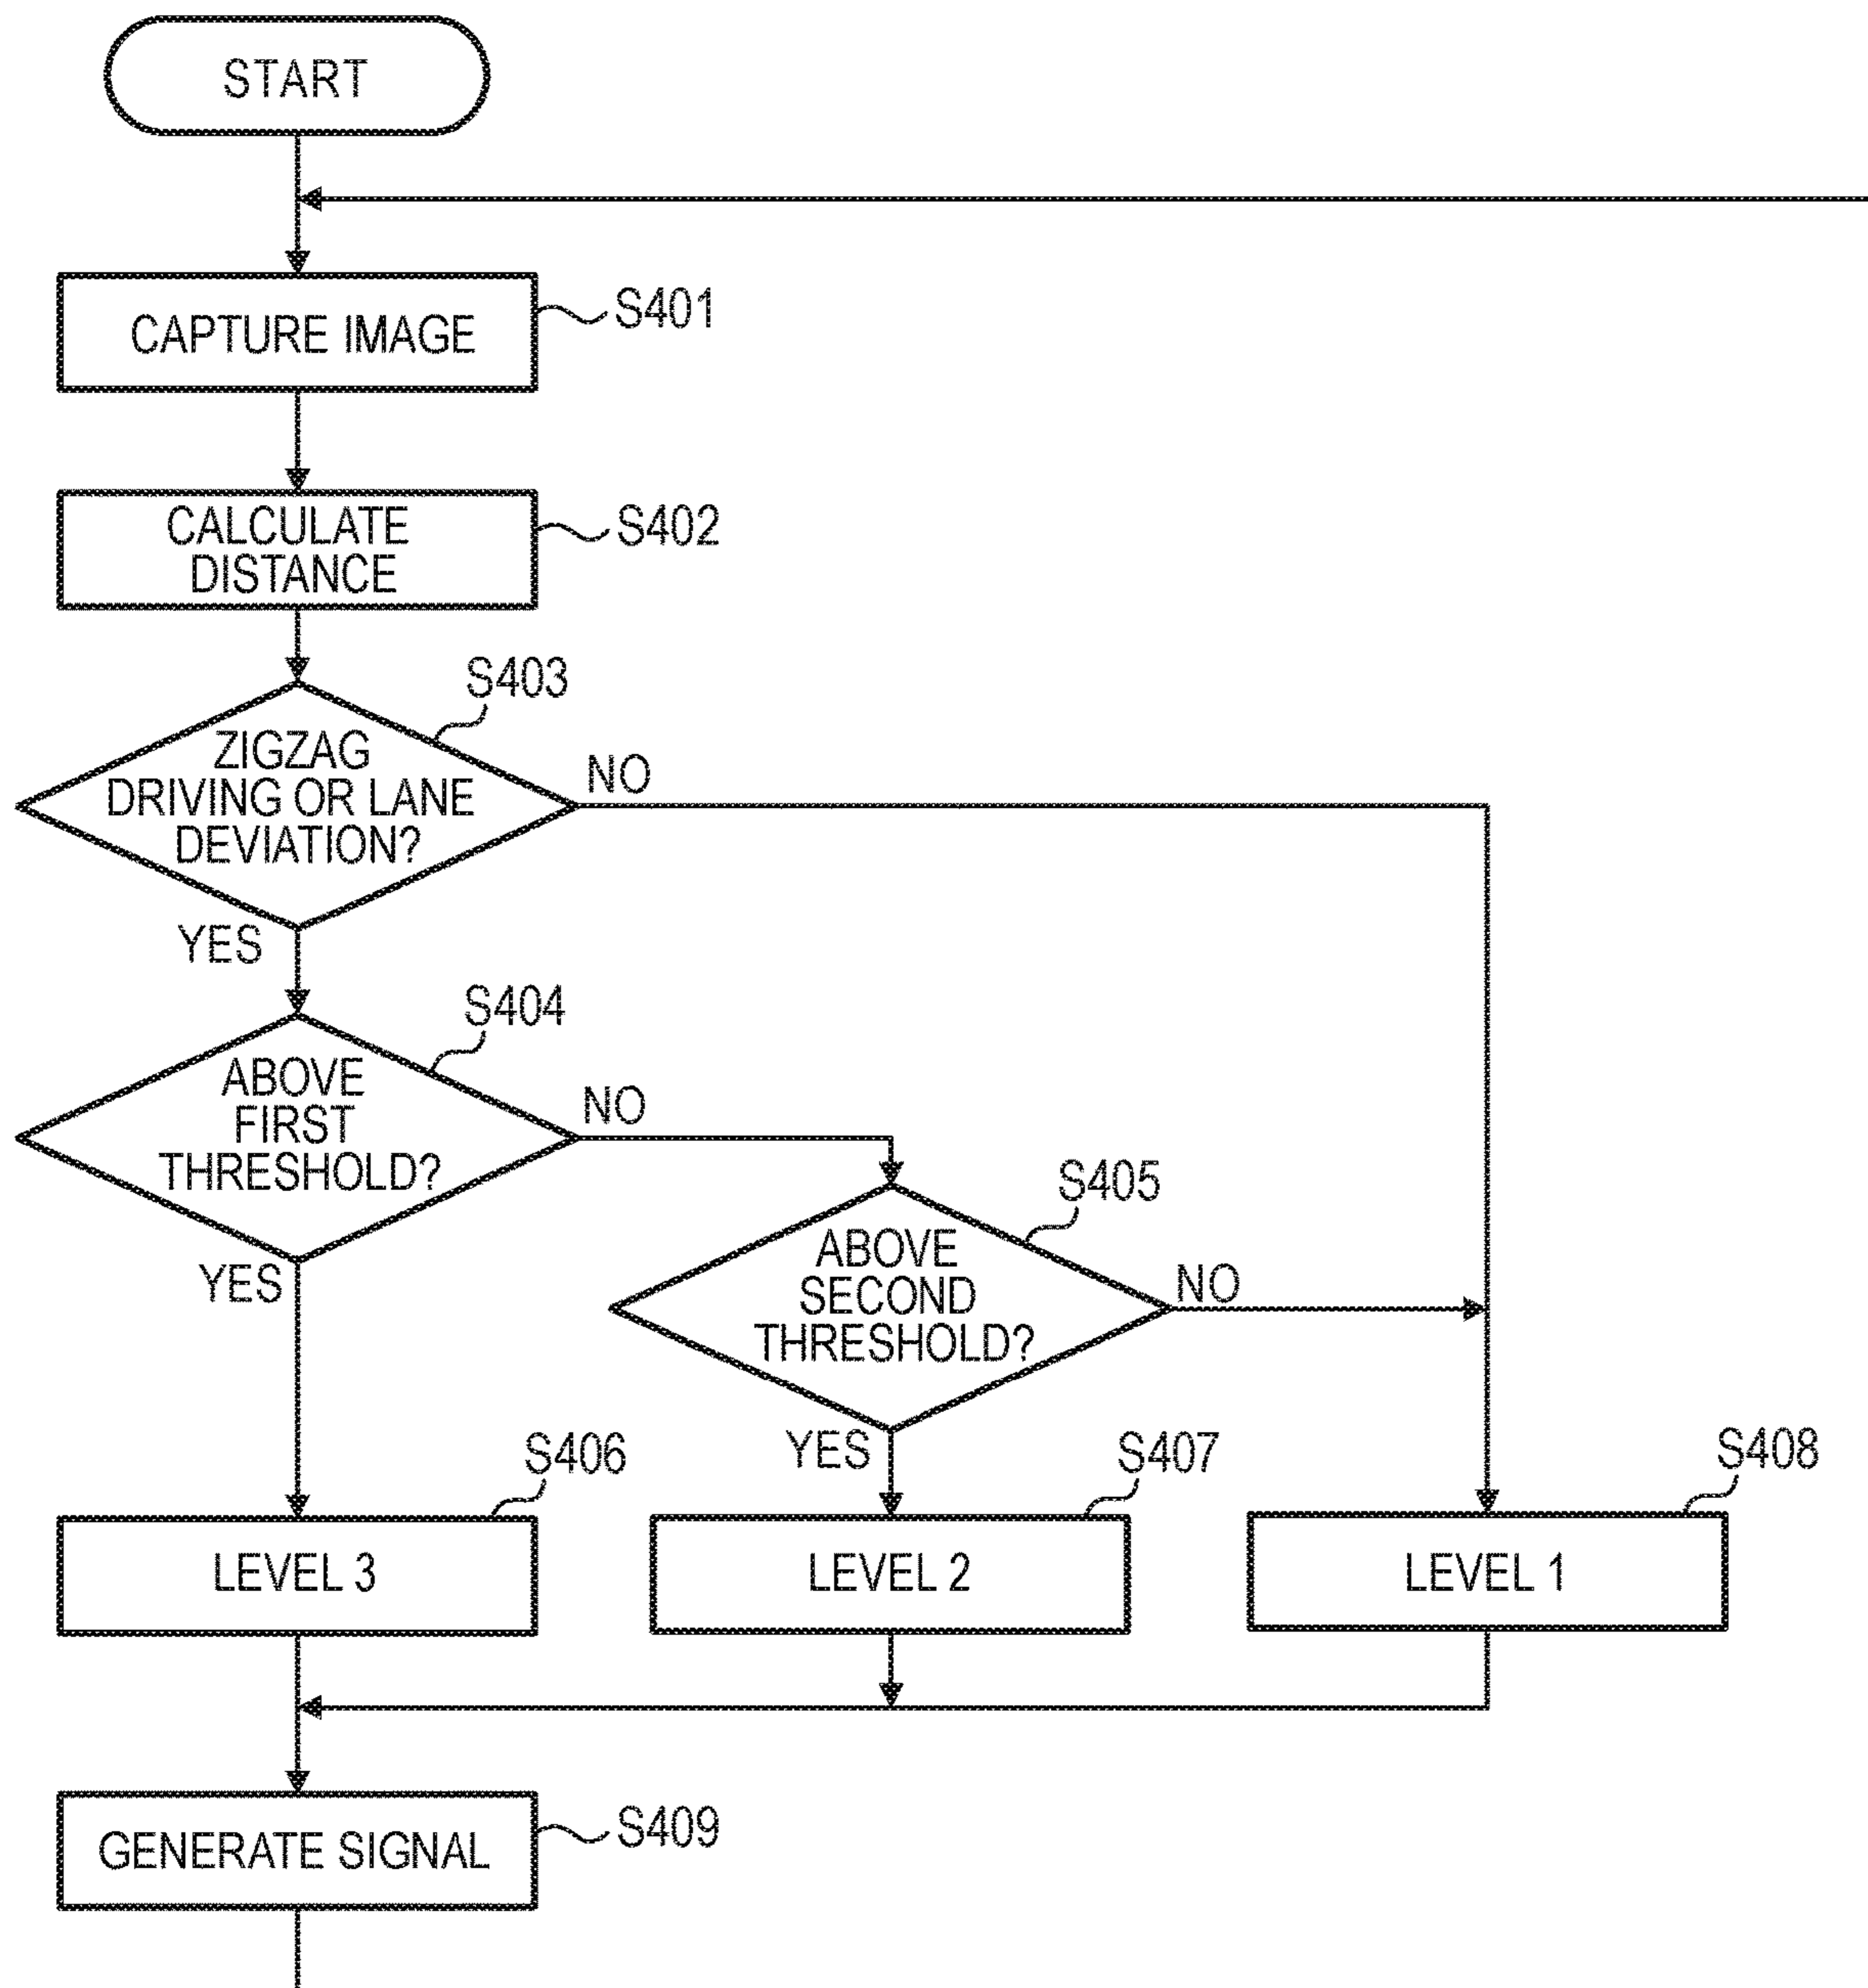 START
CAPTURE IMAGE
S401
CALCULATE
DISTANCE
S402
S403
ZIGZAG
DRIVING OR LANE
DEVIATION?
NO
YES
S404
ABOVE
FIRST
THRESHOLD?
NO
YES
S405
ABOVE
SECOND
THRESHOLD?
NO
YES
S406
LEVEL 3
S407
LEVEL 2
S408
LEVEL 1
GENERATE SIGNAL
S409